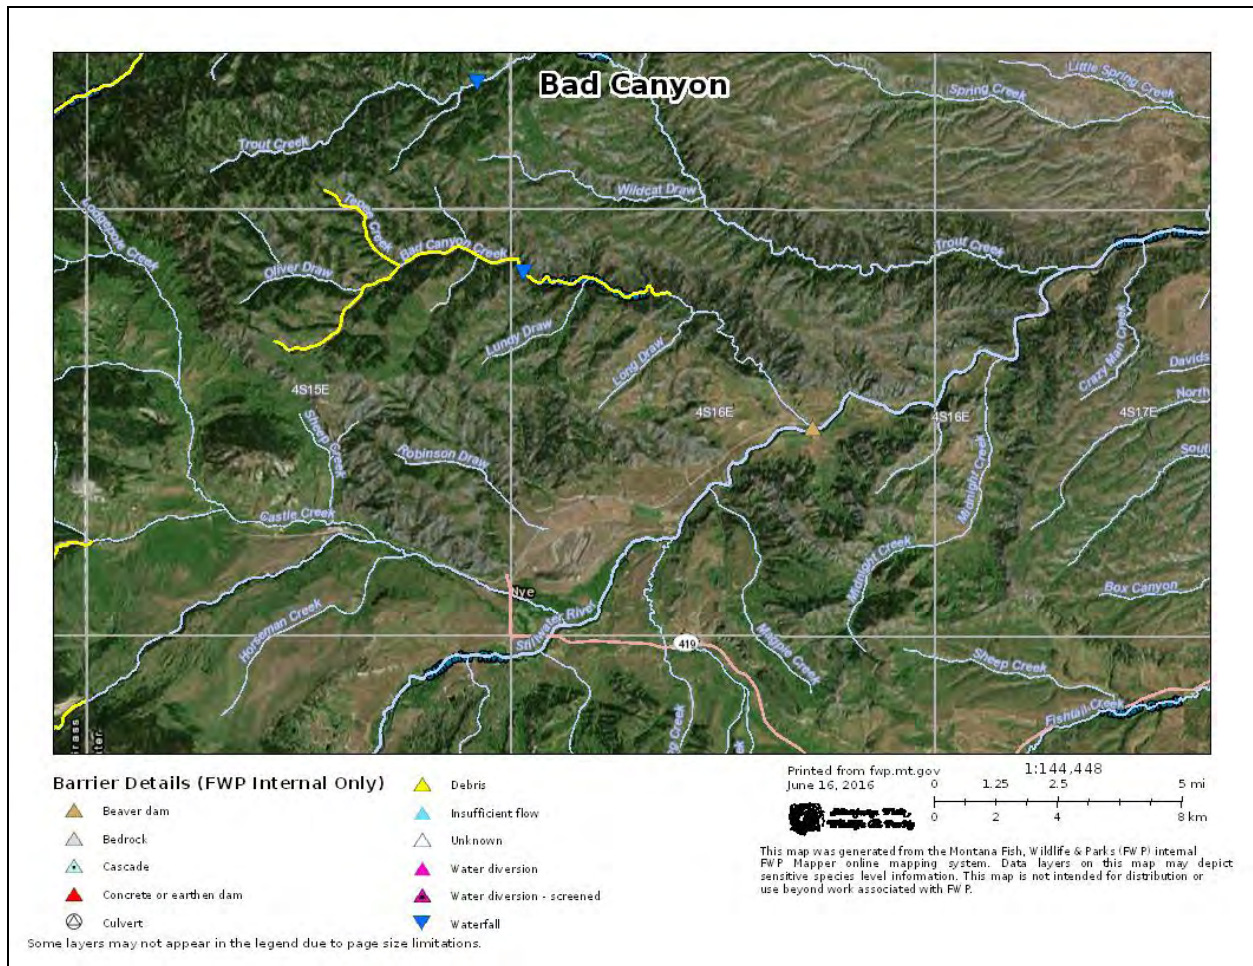 Bad Canyon
Little Spring Creek
Spring Creek
Trout Creek
Wildcat Draw
Tepee Creek
Lodgepole Creek
Bad Canyon Creek
Trout Creek
Oliver Draw
Crazy Man Creek
Lundy Draw
Long Draw
Davids
4S15E
North
4S16E
4S16E
4S17E
Sheep Creek
Robinson Draw
South
Midnight Creek
Castle Creek
Midnight Creek
Box Canyon
Nye
Stillwater River
Horseman Creek
419
Magpie Creek
Sheep Creek
Fishtail Creek
Creek
Barrier Details (FWP Internal Only)
Beaver dam
Bedrock
Cascade
Concrete or earthen dam
Culvert
Debris
Insufficient flow
Unknown
Water diversion
Water diversion - screened
Waterfall
Some layers may not appear in the legend due to page size limitations.
Printed from fwp.mt.gov
June 16, 2016
1:144,448
0 1.25 2.5 5 mi
0 2 4 8 km
Montana Fish,
Wildlife & Parks
This map was generated from the Montana Fish, Wildlife & Parks (FWP) internal
FWP Mapper online mapping system. Data layers on this map may depict
sensitive species level information. This map is not intended for distribution or
use beyond work associated with FWP.